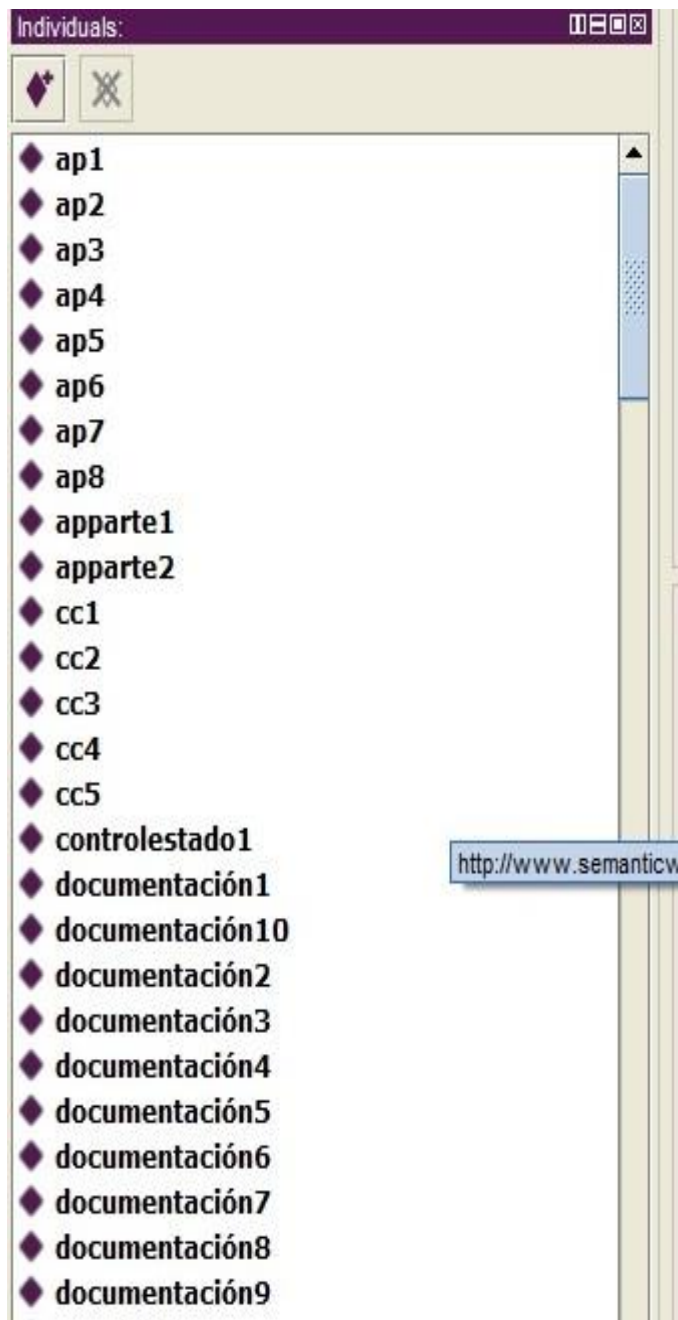 Individuals:
ap1
ap2
ap3
ap4
ap5
ap6
ap7
ap8
apparte1
apparte2
cc1
cc2
cc3
cc4
cc5
controlestado1
http://www.semanticw
documentación1
documentación10
documentación2
documentación3
documentación4
documentación5
documentación6
documentación7
documentación8
documentación9